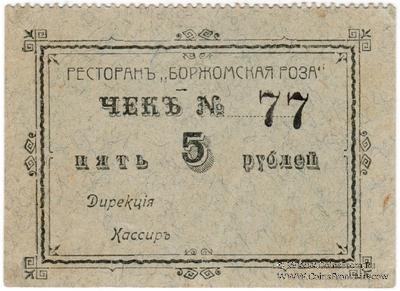 РЕСТОРАНЪ „БОРЖОМСКАЯ РОЗА“
ЧЕКЪ № 77
пять 5 рублей
Дирекція
Кассиръ